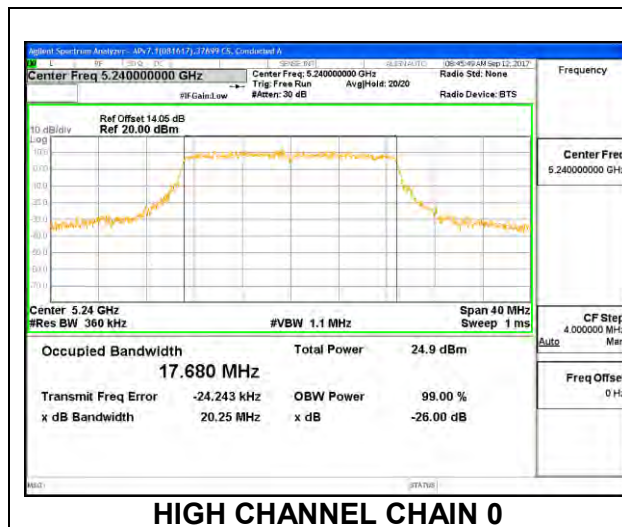 Agilent Spectrum Analyzer - APv7.1(081617),37699 CS, Conducted A
L RF 50 Ω DC SENSE:INT ALIGN AUTO 08:45:49 AM Sep 12, 2017
Center Freq 5.240000000 GHz
Center Freq: 5.240000000 GHz
Radio Std: None
Trig: Free Run Avg|Hold: 20/20
#IFGain:Low #Atten: 30 dB Radio Device: BTS
Frequency
Ref Offset 14.05 dB
10 dB/div Ref 20.00 dBm
Log
Center Freq
5.240000000 GHz
Center 5.24 GHz Span 40 MHz
#Res BW 360 kHz #VBW 1.1 MHz Sweep 1 ms
CF Step
4.000000 MHz
Auto Man
Occupied Bandwidth Total Power 24.9 dBm
17.680 MHz
Freq Offset
0 Hz
Transmit Freq Error -24.243 kHz OBW Power 99.00 %
x dB Bandwidth 20.25 MHz x dB -26.00 dB
MSG STATUS
HIGH CHANNEL CHAIN 0